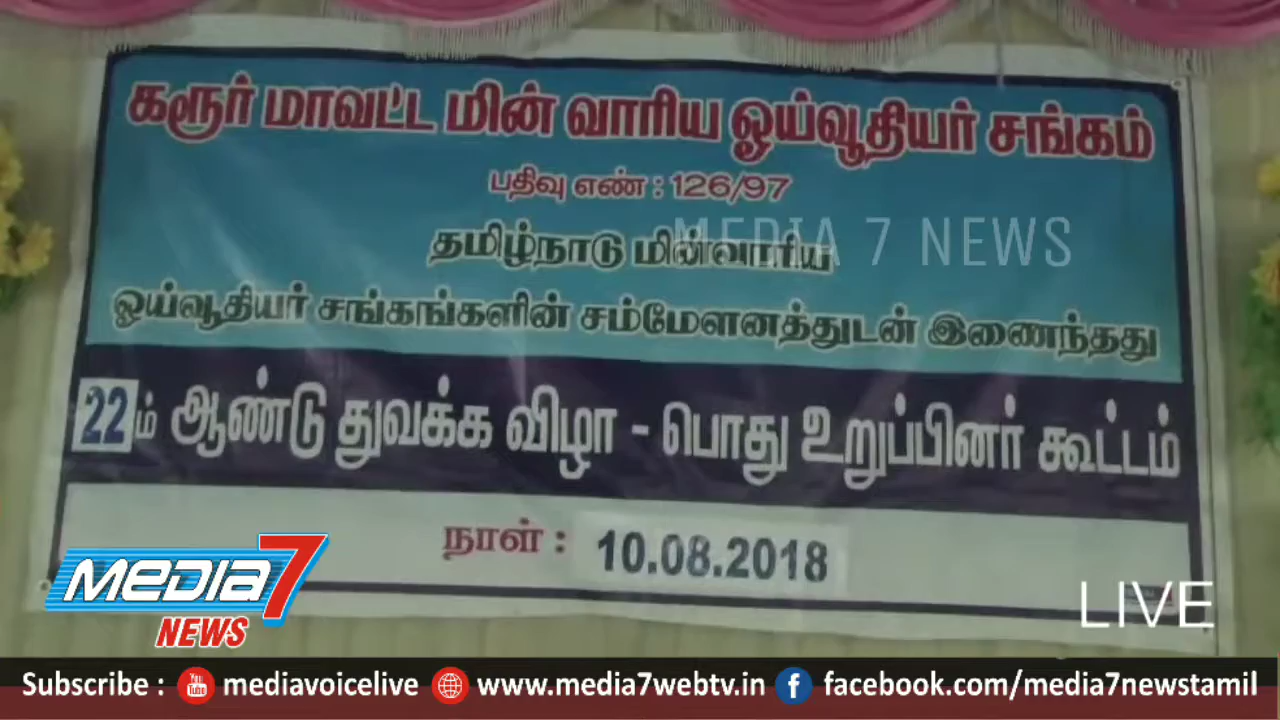 கரூர் மாவட்ட மின் வாரிய ஓய்வூதியர் சங்கம்
பதிவு எண் : 126/97
MEDIA 7 NEWS
தமிழ்நாடு மின்வாரிய
ஓய்வூதியர் சங்கங்களின் சம்மேளனத்துடன் இணைந்தது
22ம் ஆண்டு துவக்க விழா - பொது உறுப்பினர் கூட்டம்
நாள் : 10.08.2018
MEDIA 7
NEWS
LIVE
Subscribe : You Tube mediavoicelive www.media7webtv.in f facebook.com/media7newstamil